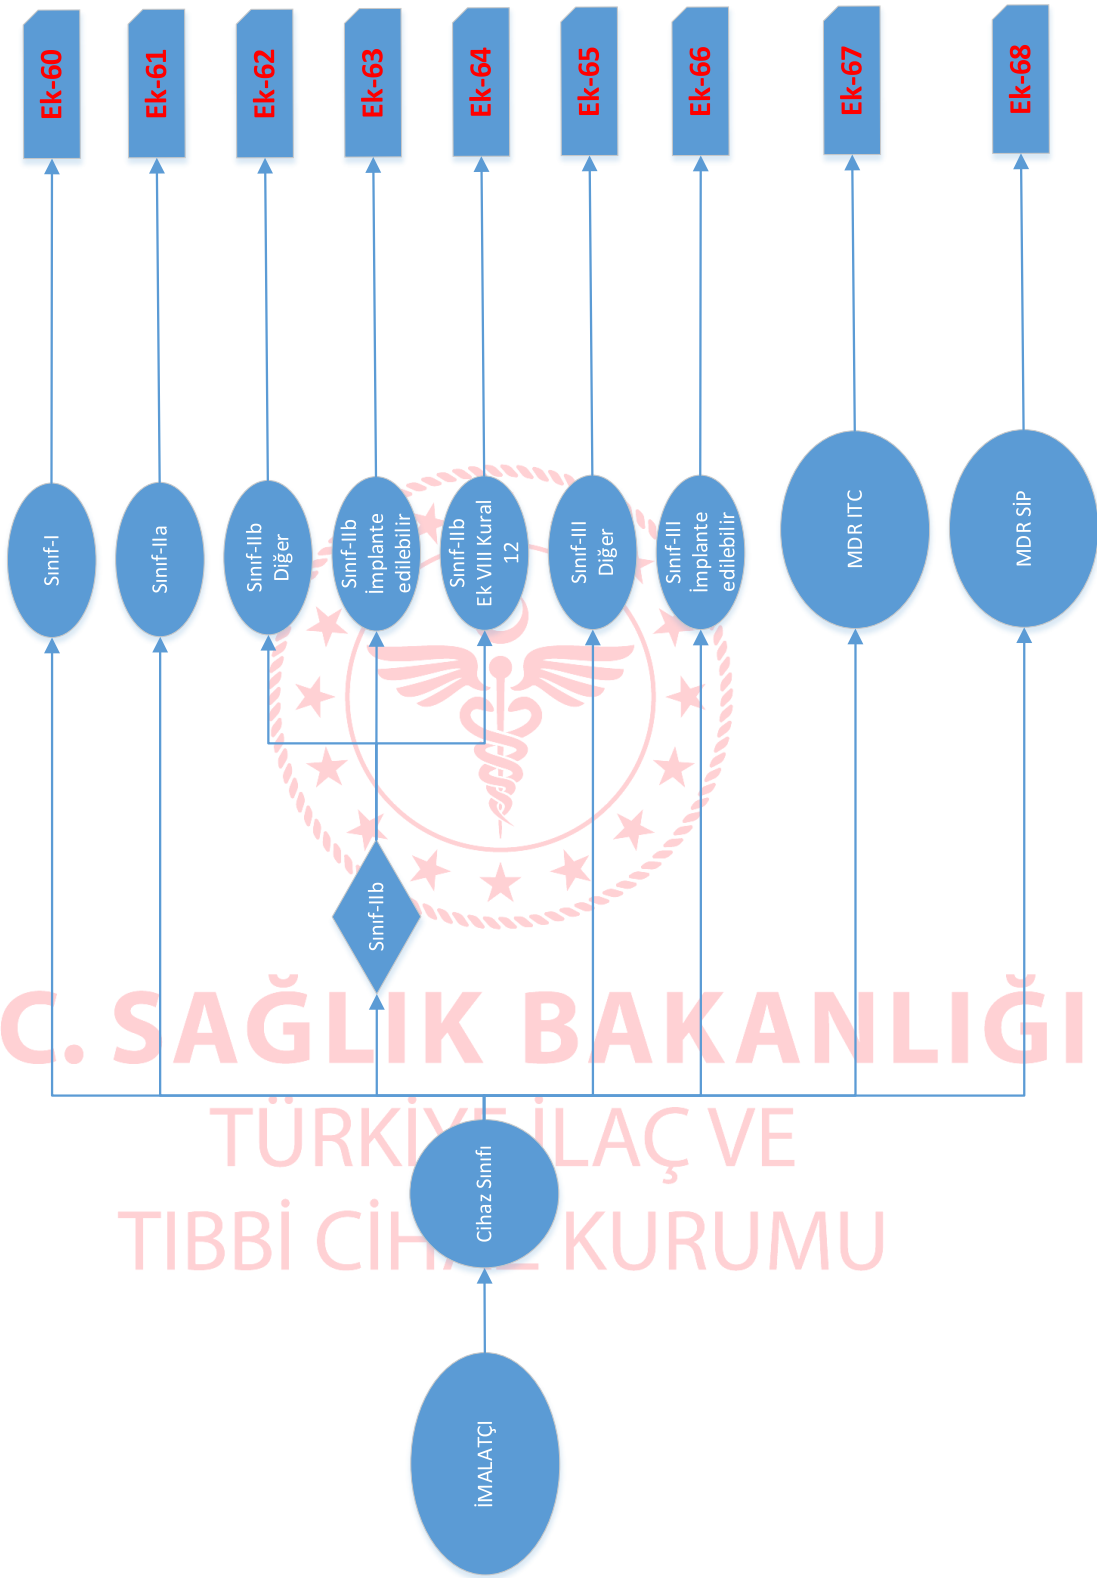 Ek-60
Ek-61
Ek-62
Ek-63
Ek-64
Ek-65
Ek-66
Ek-67
Ek-68
Sınıf-I
Sınıf-IIa
Sınıf-IIb
Diğer
Sınıf-IIb
İmplante
edilebilir
Sınıf-IIb
Ek VIII Kural
12
Sınıf-III
Diğer
Sınıf-III
İmplante
edilebilir
MDR ITC
MDR SİP
Sınıf-IIb
C. SAĞLIK BAKANLIĞI
TÜRKİYE İLAÇ VE
TIBBİ CİHAZ KURUMU
Cihaz Sınıfı
İMALATÇI